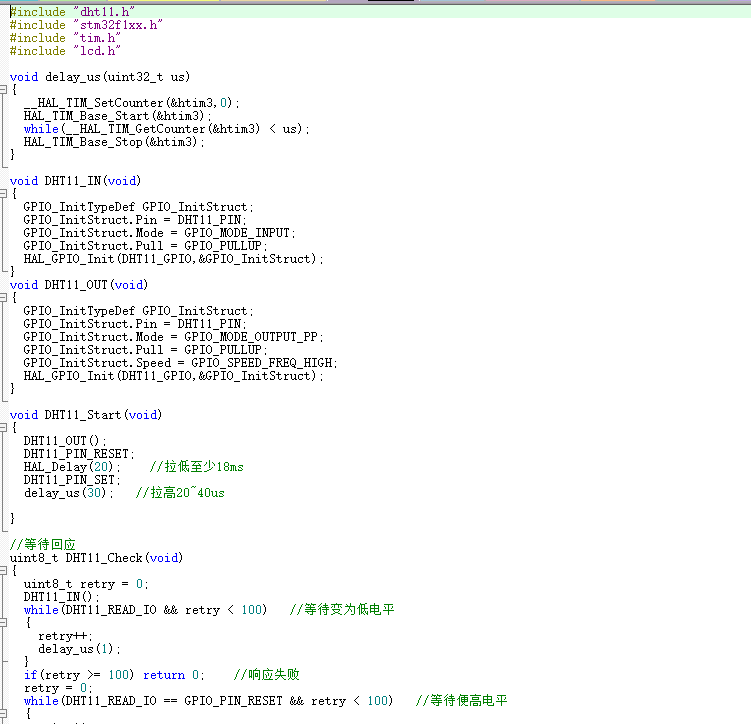 #include "dht11.h"
#include "stm32f1xx.h"
#include "tim.h"
#include "lcd.h"
void delay_us(uint32_t us)
{
  __HAL_TIM_SetCounter(&htim3,0);
  HAL_TIM_Base_Start(&htim3);
  while(__HAL_TIM_GetCounter(&htim3) < us);
  HAL_TIM_Base_Stop(&htim3);
}
void DHT11_IN(void)
{
  GPIO_InitTypeDef GPIO_InitStruct;
  GPIO_InitStruct.Pin = DHT11_PIN;
  GPIO_InitStruct.Mode = GPIO_MODE_INPUT;
  GPIO_InitStruct.Pull = GPIO_PULLUP;
  HAL_GPIO_Init(DHT11_GPIO,&GPIO_InitStruct);
}
void DHT11_OUT(void)
{
  GPIO_InitTypeDef GPIO_InitStruct;
  GPIO_InitStruct.Pin = DHT11_PIN;
  GPIO_InitStruct.Mode = GPIO_MODE_OUTPUT_PP;
  GPIO_InitStruct.Pull = GPIO_PULLUP;
  GPIO_InitStruct.Speed = GPIO_SPEED_FREQ_HIGH;
  HAL_GPIO_Init(DHT11_GPIO,&GPIO_InitStruct);
}
void DHT11_Start(void)
{
  DHT11_OUT();
  DHT11_PIN_RESET;
  HAL_Delay(20);    //拉低至少18ms
  DHT11_PIN_SET;
  delay_us(30);   //拉高20~40us
}
//等待回应
uint8_t DHT11_Check(void)
{
  uint8_t retry = 0;
  DHT11_IN();
  while(DHT11_READ_IO && retry < 100)   //等待变为低电平
  {
    retry++;
    delay_us(1);
  }
  if(retry >= 100) return 0;    //响应失败
  retry = 0;
  while(DHT11_READ_IO == GPIO_PIN_RESET && retry < 100)   //等待便高电平
  {